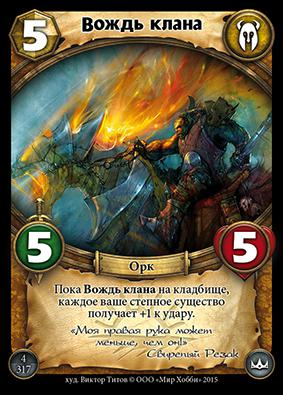 5
Вождь клана
5
5
Орк
Пока Вождь клана на кладбище,
каждое ваше степное существо
получает +1 к удару.
«Моя правая рука может
меньше, чем он!»
Свирепый Резак
4
317
худ. Виктор Титов © ООО «Мир Хобби» 2015